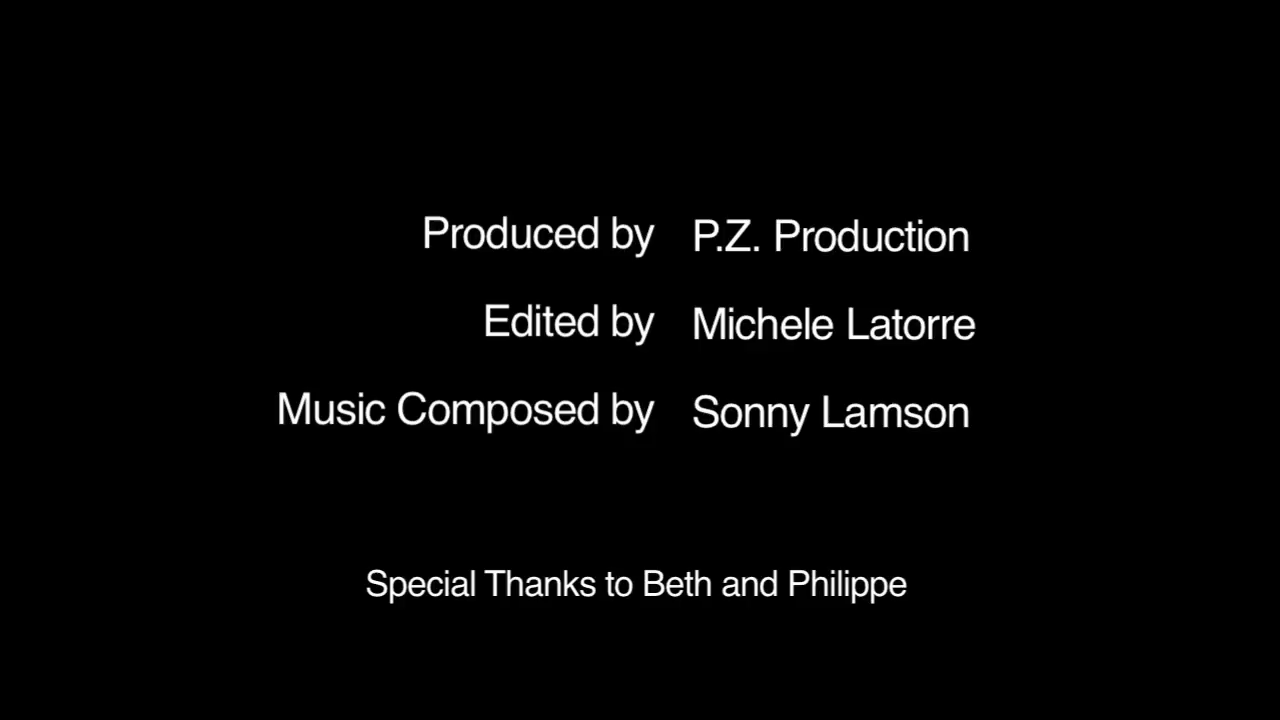 Produced by P.Z. Production
Edited by Michele Latorre
Music Composed by Sonny Lamson
Special Thanks to Beth and Philippe